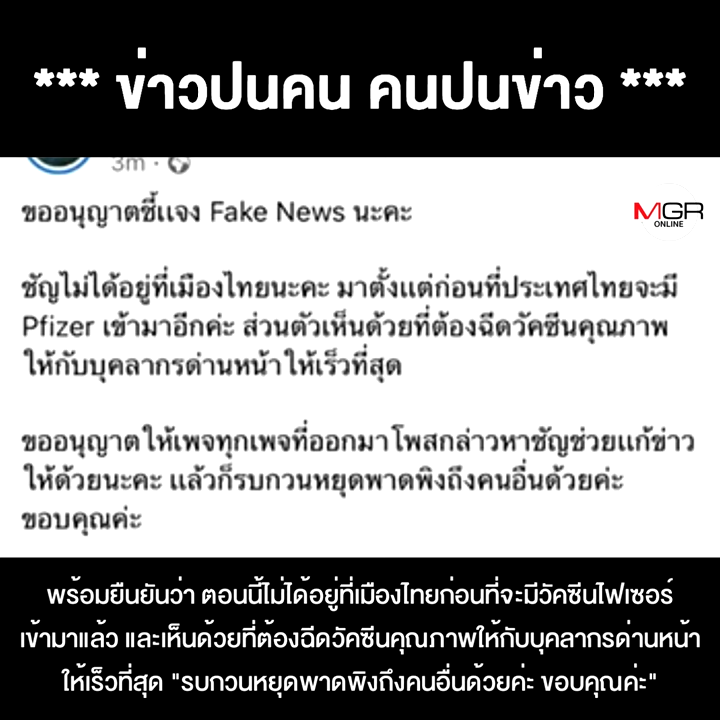 *** ข่าวปนคน คนปนข่าว ***
3m ·
ขออนุญาตชี้แจง Fake News นะคะ
MGR
ONLINE
ชัญไม่ได้อยู่ที่เมืองไทยนะคะ มาตั้งแต่ก่อนที่ประเทศไทยจะมี
Pfizer เข้ามาอีกค่ะ ส่วนตัวเห็นด้วยที่ต้องฉีดวัคซีนคุณภาพ
ให้กับบุคลากรด่านหน้าให้เร็วที่สุด
ขออนุญาตให้เพจทุกเพจที่ออกมาโพสกล่าวหาชัญช่วยแก้ข่าว
ให้ด้วยนะคะ แล้วก็รบกวนหยุดพาดพิงถึงคนอื่นด้วยค่ะ
ขอบคุณค่ะ
พร้อมยืนยันว่า ตอนนี้ไม่ได้อยู่ที่เมืองไทยก่อนที่จะมีวัคซีนไฟเซอร์
เข้ามาแล้ว และเห็นด้วยที่ต้องฉีดวัคซีนคุณภาพให้กับบุคลากรด่านหน้า
ให้เร็วที่สุด "รบกวนหยุดพาดพิงถึงคนอื่นด้วยค่ะ ขอบคุณค่ะ"